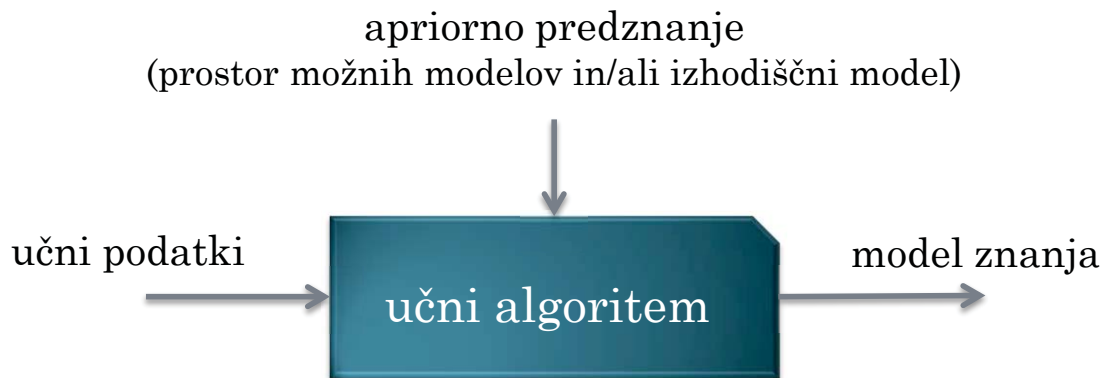 apriorno predznanje
(prostor možnih modelov in/ali izhodiščni model)
učni podatki
model znanja
učni algoritem